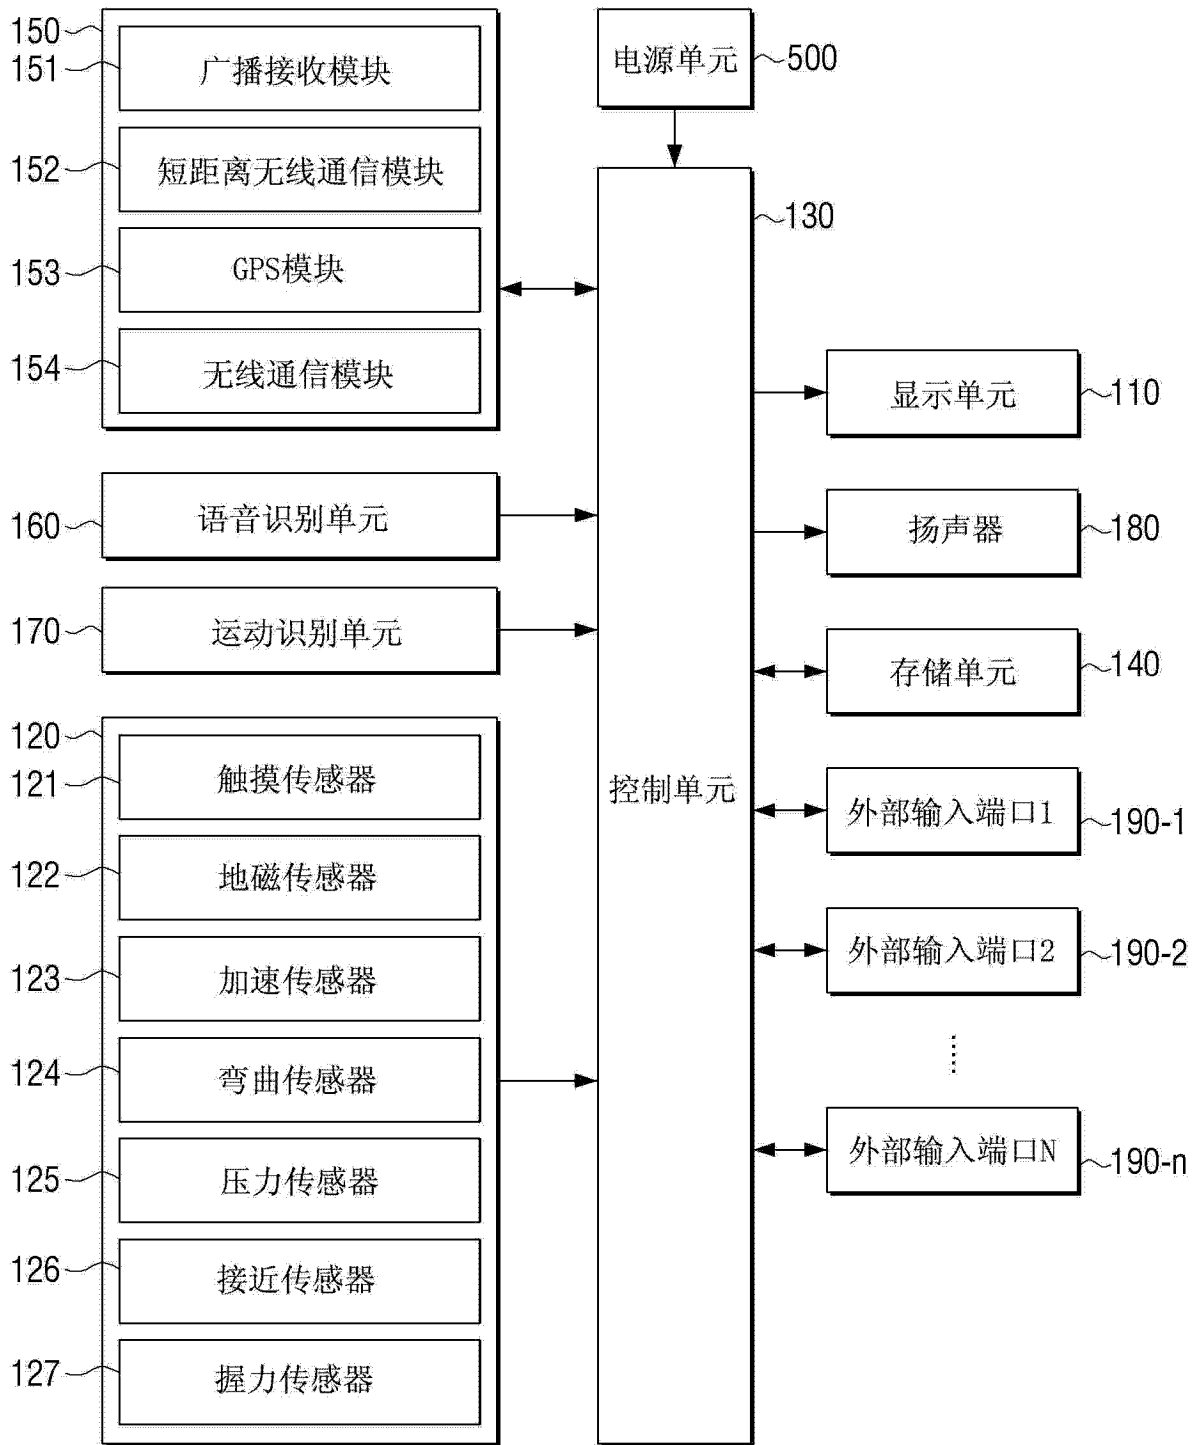 150
151
广播接收模块
152
短距离无线通信模块
153
GPS模块
154
无线通信模块
160
语音识别单元
170
运动识别单元
120
121
触摸传感器
122
地磁传感器
123
加速传感器
124
弯曲传感器
125
压力传感器
126
接近传感器
127
握力传感器
电源单元
500
130
控制单元
显示单元
110
扬声器
180
存储单元
140
外部输入端口1
190-1
外部输入端口2
190-2
外部输入端口N
190-n